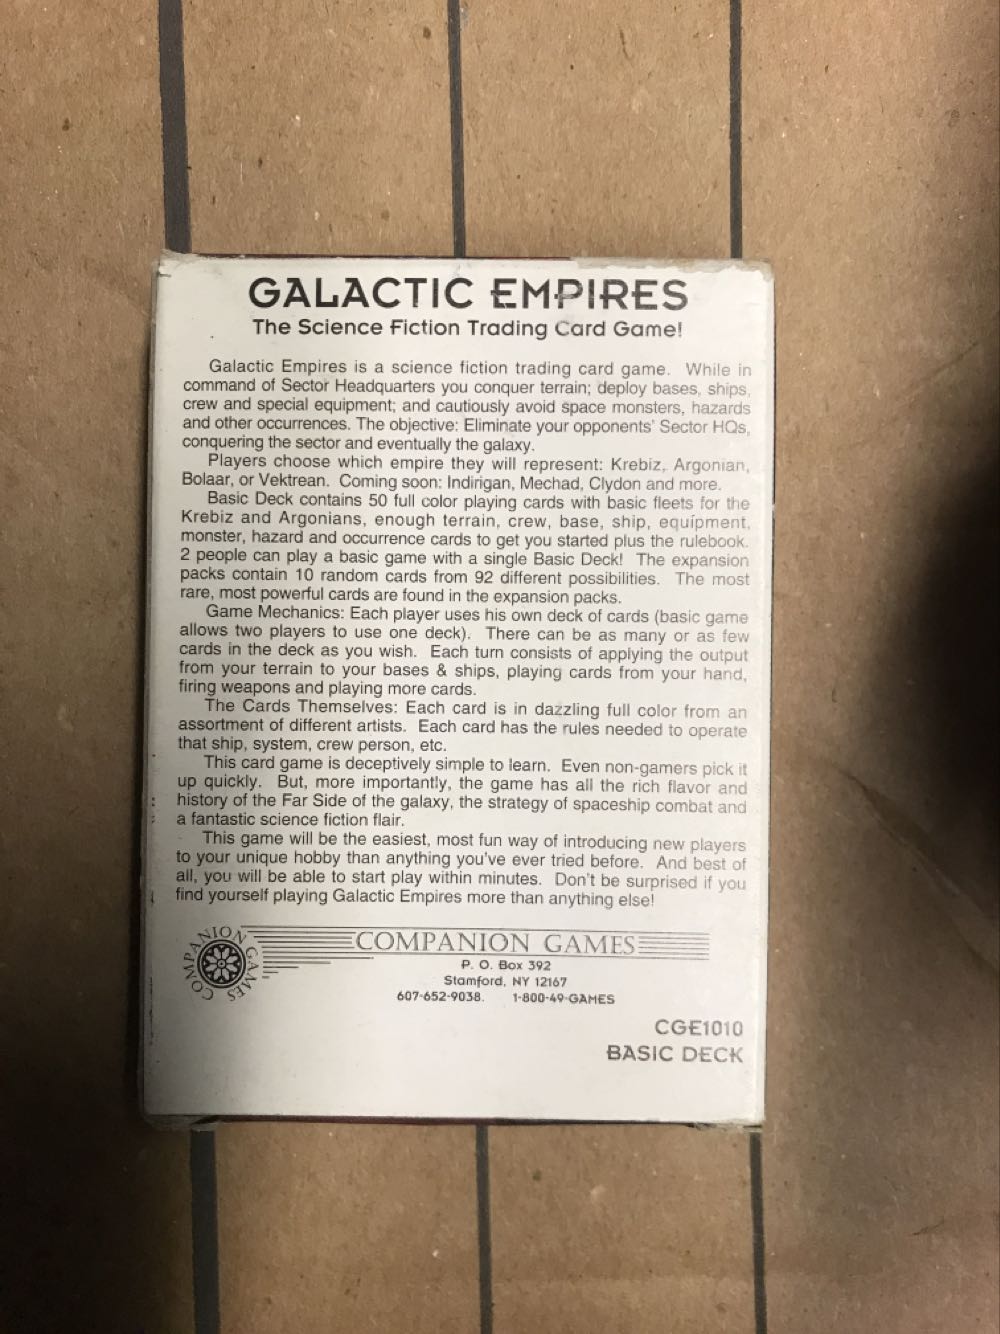 GALACTIC EMPIRES
The Science Fiction Trading Card Game!
Galactic Empires is a science fiction trading card game. While in
command of Sector Headquarters you conquer terrain; deploy bases, ships,
crew and special equipment; and cautiously avoid space monsters, hazards
and other occurrences. The objective: Eliminate your opponents' Sector HQs,
conquering the sector and eventually the galaxy.
Players choose which empire they will represent: Krebiz, Argonian,
Bolaar, or Vektrean. Coming soon: Indirigan, Mechad, Clydon and more.
Basic Deck contains 50 full color playing cards with basic fleets for the
Krebiz and Argonians, enough terrain, crew, base, ship, equipment,
monster, hazard and occurrence cards to get you started plus the rulebook.
2 people can play a basic game with a single Basic Deck! The expansion
packs contain 10 random cards from 92 different possibilities. The most
rare, most powerful cards are found in the expansion packs.
Game Mechanics: Each player uses his own deck of cards (basic game
allows two players to use one deck). There can be as many or as few
cards in the deck as you wish. Each turn consists of applying the output
from your terrain to your bases & ships, playing cards from your hand,
firing weapons and playing more cards.
The Cards Themselves: Each card is in dazzling full color from an
assortment of different artists. Each card has the rules needed to operate
that ship, system, crew person, etc.
This card game is deceptively simple to learn. Even non-gamers pick it
up quickly. But, more importantly, the game has all the rich flavor and
history of the Far Side of the galaxy, the strategy of spaceship combat and
a fantastic science fiction flair.
This game will be the easiest, most fun way of introducing new players
to your unique hobby than anything you've ever tried before. And best of
all, you will be able to start play within minutes. Don't be surprised if you
find yourself playing Galactic Empires more than anything else!
COMPANION GAMES
COMPANION GAMES
P. O. Box 392
Stamford, NY 12167
607-652-9038. 1-800-49-GAMES
CGE1010
BASIC DECK